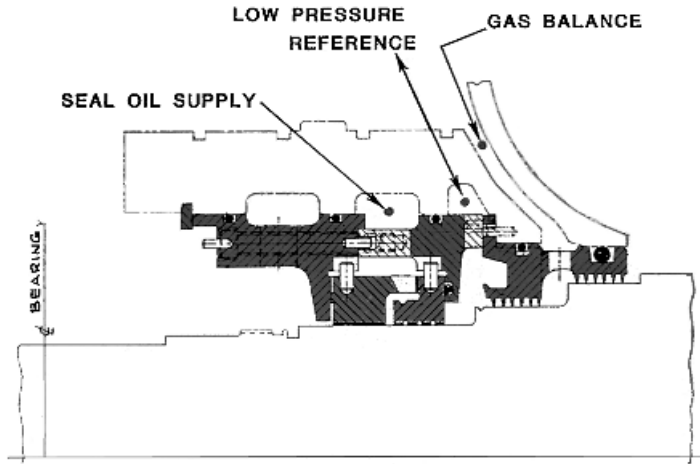 LOW PRESSURE
REFERENCE
GAS BALANCE
SEAL OIL SUPPLY
BEARING